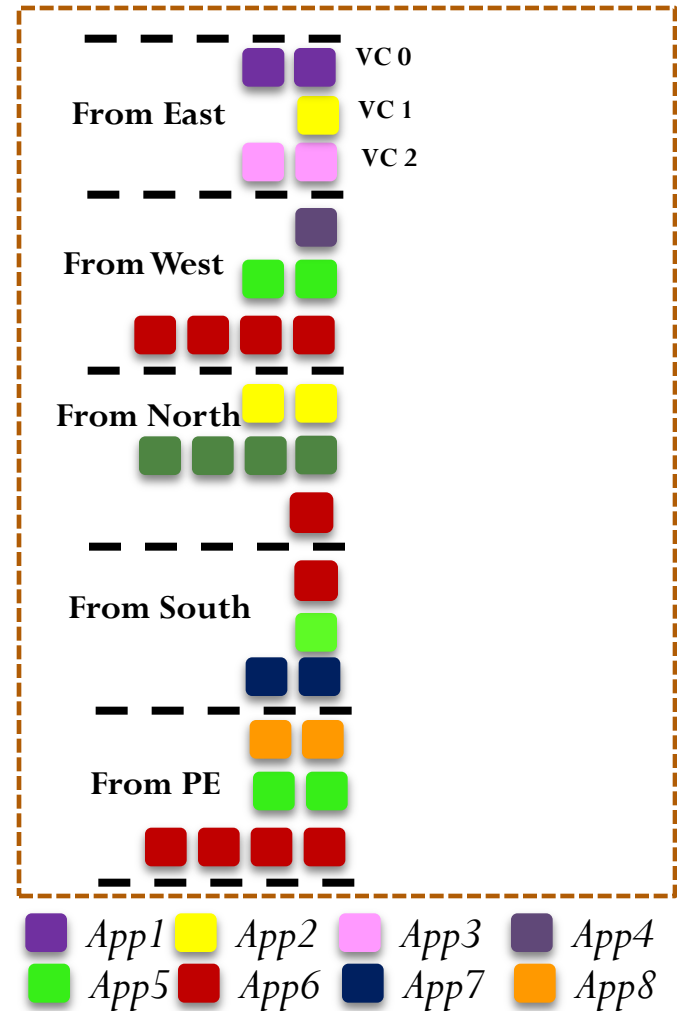 VC 0
From East
VC 1
VC 2
From West
From North
From South
From PE
App1 App2 App3 App4
App5 App6 App7 App8